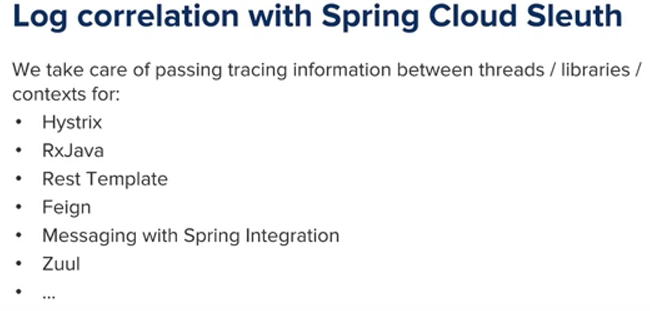 Log correlation with Spring Cloud Sleuth
We take care of passing tracing information between threads / libraries /
contexts for:
• Hystrix
• RxJava
• Rest Template
• Feign
• Messaging with Spring Integration
• Zuul
• ...